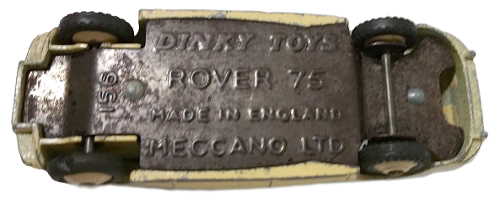 DINKY TOYS
ROVER 75
156
MADE IN ENGLAND
MECCANO LTD